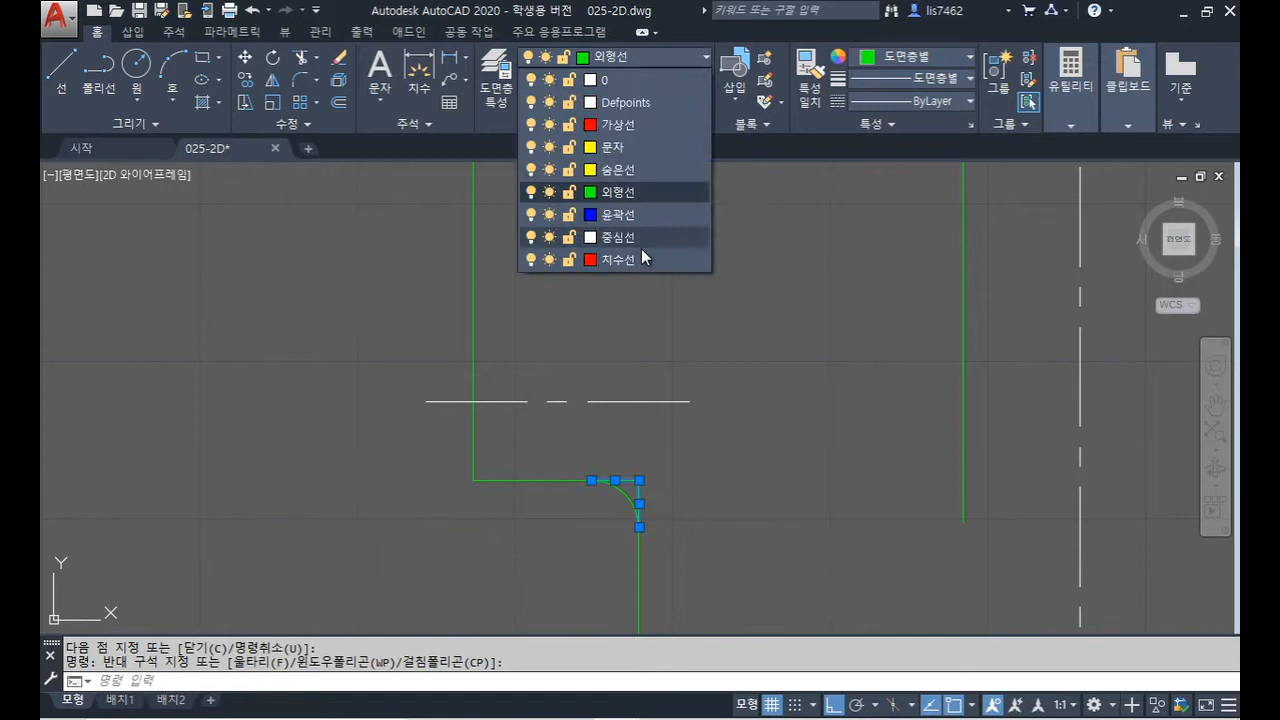 Autodesk AutoCAD 2020 - 학생용 버전 025-2D.dwg
키워드 또는 구절 입력
lis7462
홈 삽입 주석 파라메트릭 뷰 관리 출력 애드인 공동 작업 주요 응용프로그램
선 폴리선 원 호
그리기
수정
문자 치수
주석
도면층
특성
외형선
0
Defpoints
가상선
문자
숨은선
외형선
윤곽선
중심선
치수선
삽입
블록
특성
일치
도면층별
도면층별
ByLayer
특성
그룹
그룹
유틸리티
클립보드
기준
뷰
시작 025-2D*
[−][평면도][2D 와이어프레임]
북
서 평면도 동
남
WCS
Y
X
다음 점 지정 또는 [닫기(C)/명령취소(U)]:
명령: 반대 구석 지정 또는 [울타리(F)/윈도우폴리곤(WP)/걸침폴리곤(CP)]:
명령 입력
모형 배치1 배치2
모형
1:1